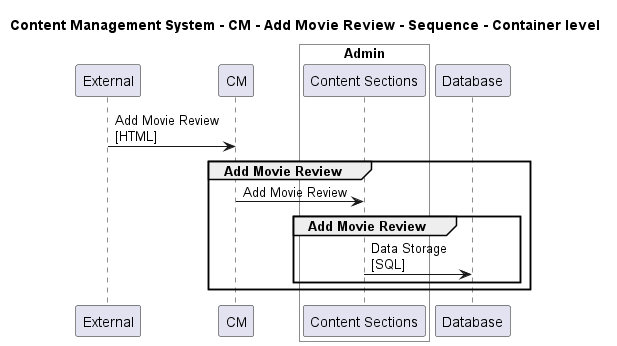 Content Management System - CM - Add Movie Review - Sequence - Container level
Admin
External
CM
Content Sections
Database
Add Movie Review
[HTML]
Add Movie Review
Add Movie Review
Add Movie Review
Data Storage
[SQL]
External
CM
Content Sections
Database